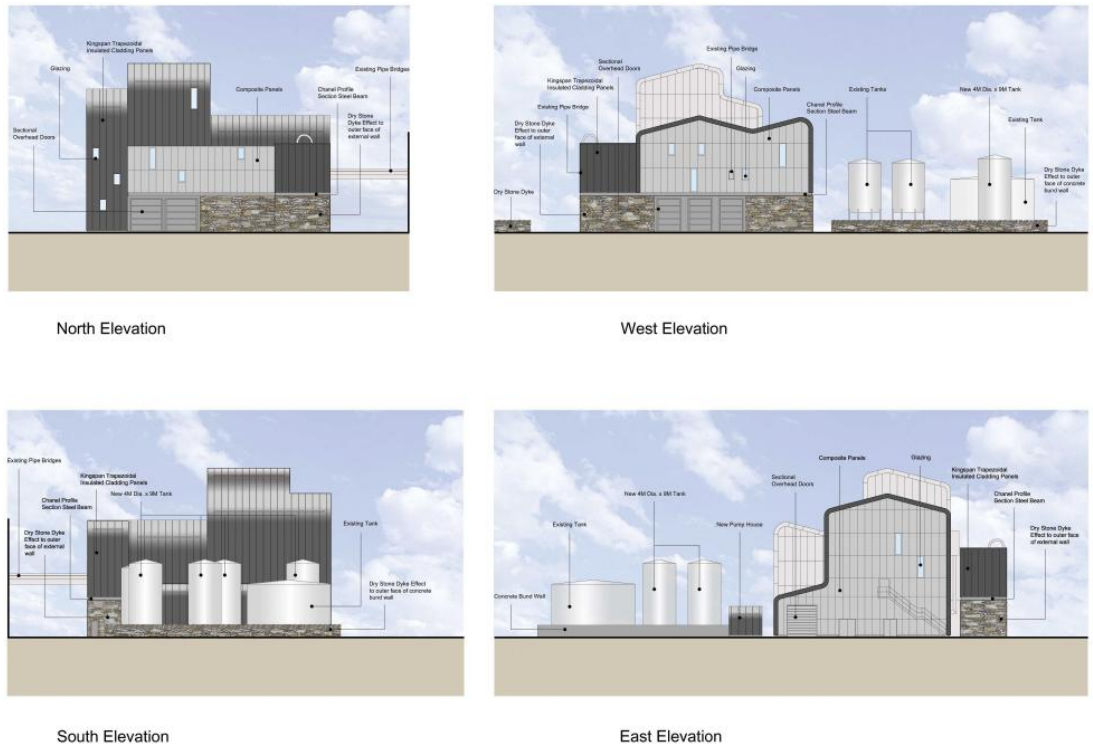 Kingspan Trapezoidal
Insulated Cladding Panels
Glazing
Existing Pipe Bridges
Composite Panels
Chanel Profile
Section Steel Beam
Dry Stone
Dyke Effect to
outer face of
external wall
Sectional
Overhead Doors
North Elevation
Existing Pipe Bridge
Sectional
Overhead Doors
Glazing
Kingspan Trapezoidal
Insulated Cladding Panels
Composite Panels
Existing Tanka
New 4M Dia. x 9M Tank
Existing Pipe Bridge
Chanel Profile
Section Steel Beam
Existing Tank
Dry Stone Dyke
Effect to outer
face of external
wall
Dry Stone Dyke
Dry Stone Dyke
Effect to outer
face of concrete
bund wall
West Elevation
Existing Pipe Bridges
Kingspan Trapezoidal
Insulated Cladding Panels
New 4M Dia. x 9M Tank
Chanel Profile
Section Steel Beam
Existing Tank
Dry Stone Dyke
Effect to outer
face of external
wall
Dry Stone Dyke Effect
to outer face of concrete
bund wall
South Elevation
Composite Panels
Glazing
Kingspan Trapezoidal
Insulated Cladding Panels
Sectional
Overhead Doors
New 4M Dia. x 9M Tank
Chanel Profile
Section Steel Beam
Existing Tank
New Pump House
Dry Stone Dyke
Effect to outer face
of external wall
Concrete Bund Wall
East Elevation